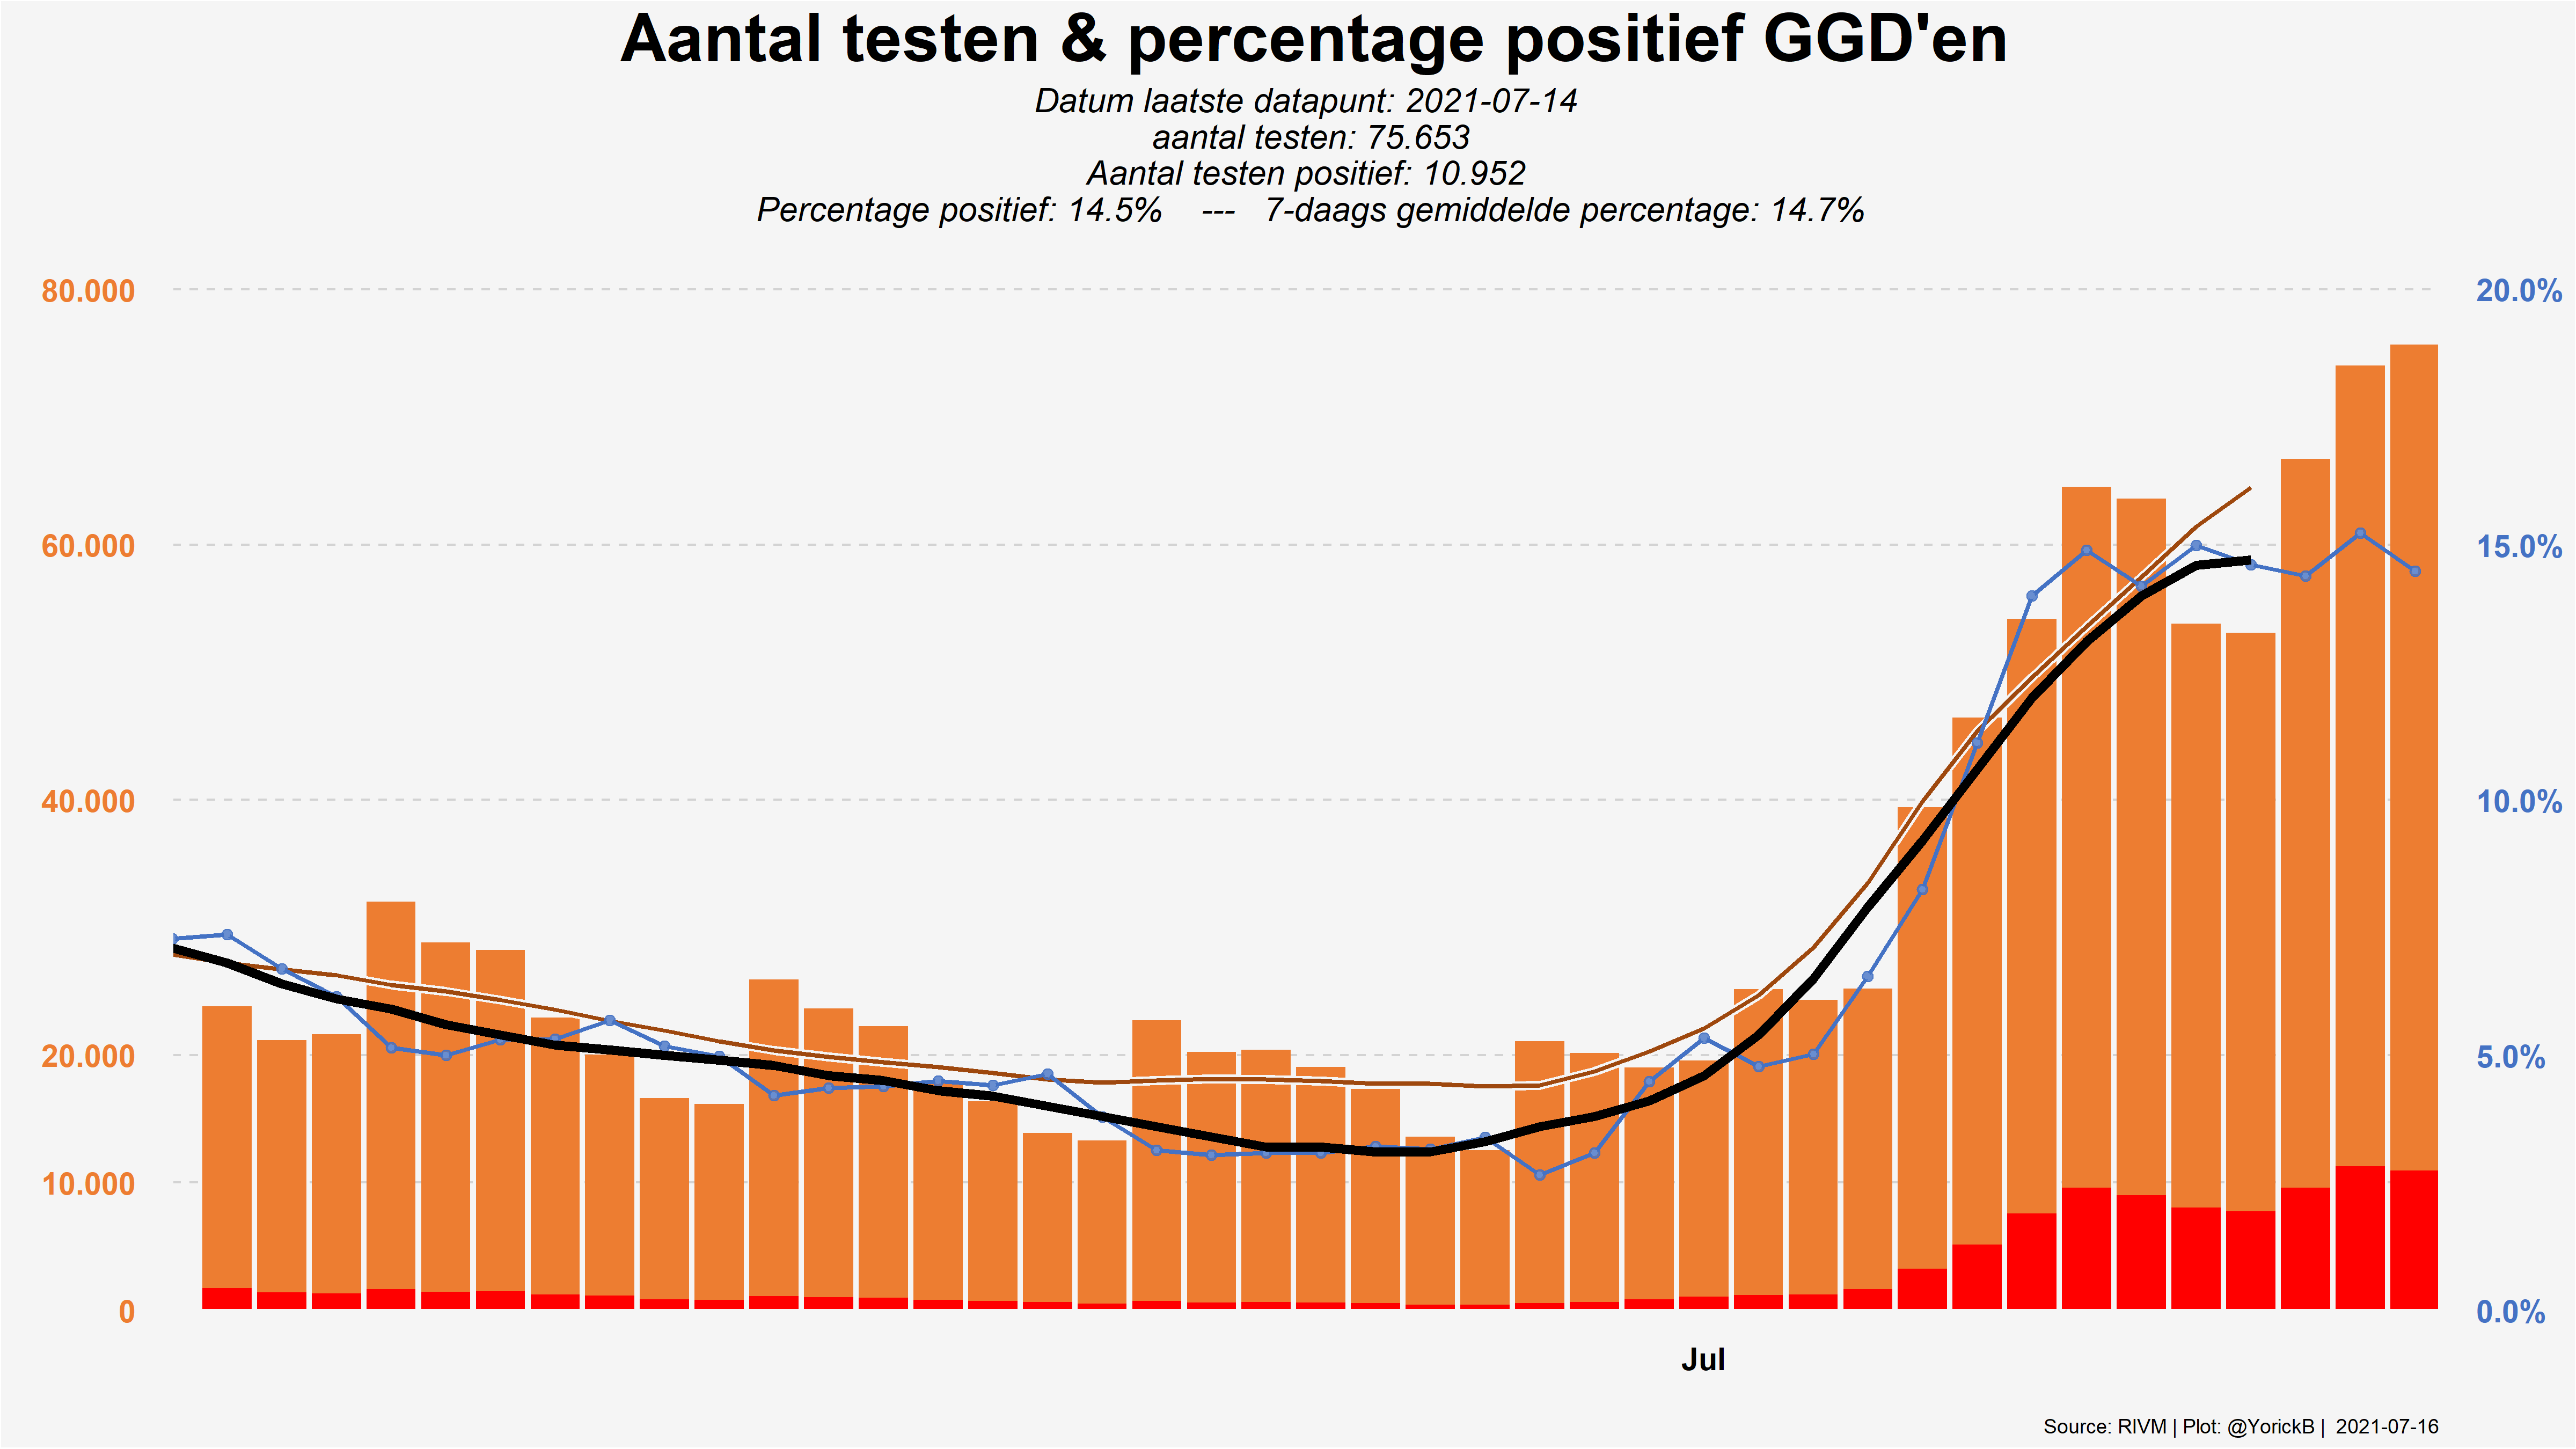 Aantal testen & percentage positief GGD'en
Datum laatste datapunt: 2021-07-14
aantal testen: 75.653
Aantal testen positief: 10.952
Percentage positief: 14.5% --- 7-daags gemiddelde percentage: 14.7%
80.000 20.0%
60.000 15.0%
40.000 10.0%
20.000 5.0%
10.000
0 0.0%
Jul
Source: RIVM | Plot: @YorickB | 2021-07-16